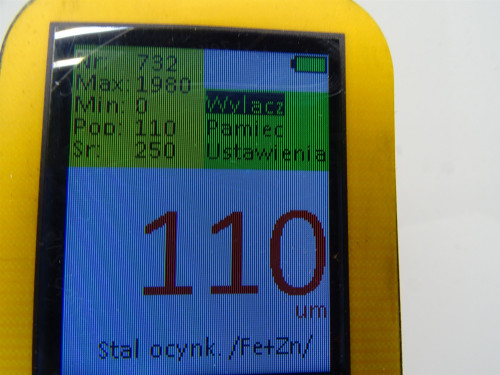 Nr: 732
Max: 1980
Min: 0 Wylacz
Pop: 110 Pamiec
Sr: 250 Ustawienia
110
um
Stal ocynk. /Fe+Zn/